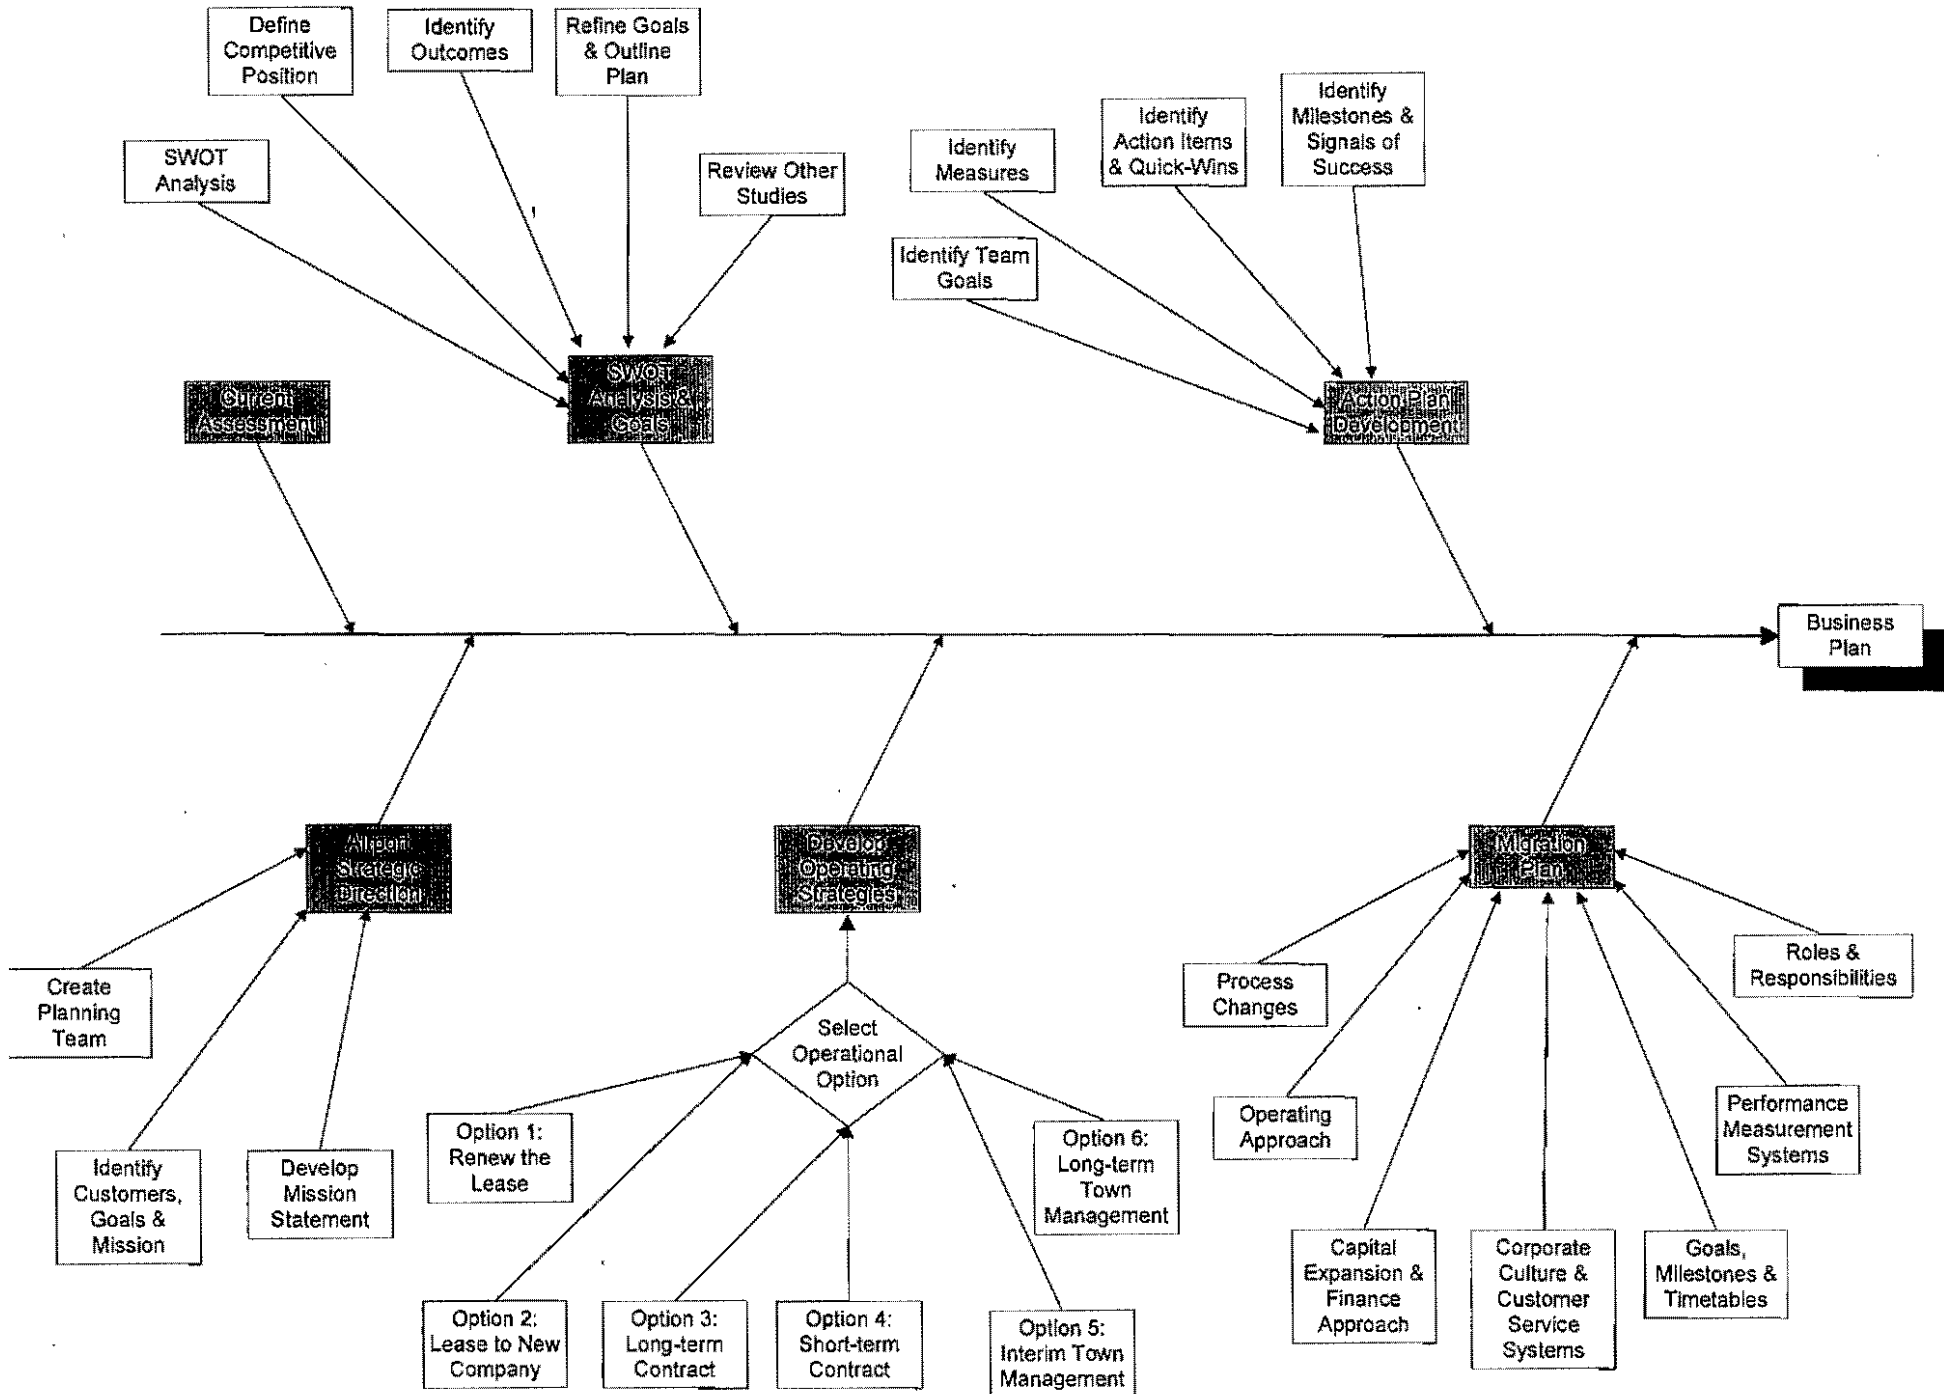 Define
Competitive
Position
Identify
Outcomes
Refine Goals
& Outline
Plan
SWOT
Analysis
Review Other
Studies
Identify
Measures
Identify
Action Items
& Quick-Wins
Identify
Milestones &
Signals of
Success
Identify Team
Goals
Current
Assessment
SWOT
Analysis &
Goals
Action Plan
Development
Business
Plan
Airport
Strategic
Direction
Develop
Operating
Strategies
Migration
Plan
Create
Planning
Team
Identify
Customers,
Goals &
Mission
Develop
Mission
Statement
Select
Operational
Option
Option 1:
Renew the
Lease
Option 2:
Lease to New
Company
Option 3:
Long-term
Contract
Option 4:
Short-term
Contract
Option 5:
Interim Town
Management
Option 6:
Long-term
Town
Management
Process
Changes
Operating
Approach
Capital
Expansion &
Finance
Approach
Corporate
Culture &
Customer
Service
Systems
Goals,
Milestones &
Timetables
Performance
Measurement
Systems
Roles &
Responsibilities